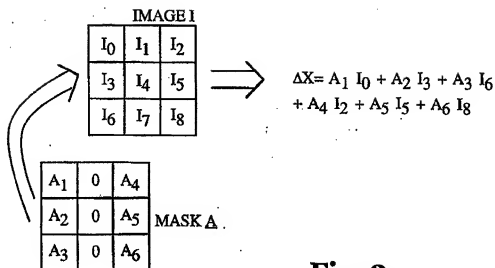 IMAGE I
I0 I1 I2
I3 I4 I5
I6 I7 I8
ΔX= A1 I0 + A2 I3 + A3 I6
+ A4 I2 + A5 I5 + A6 I8
A1 0 A4
A2 0 A5
A3 0 A6
MASK A